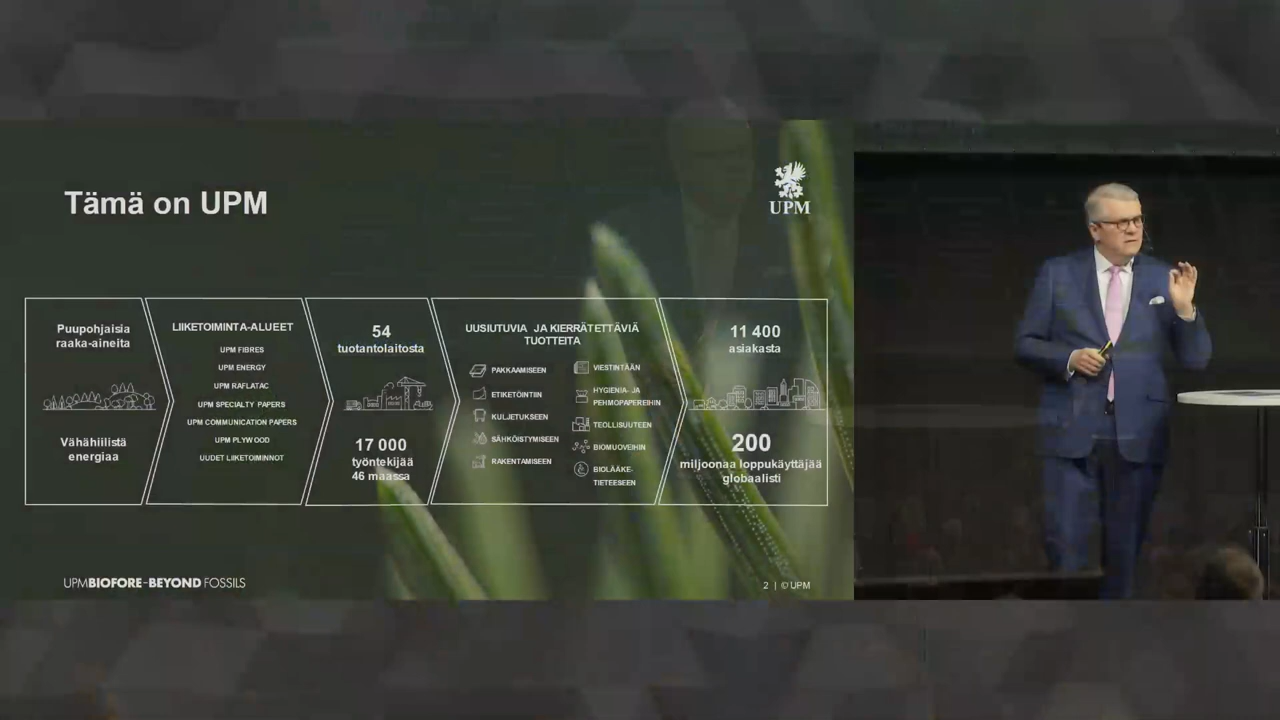 Tämä on UPM
UPM
Puupohjaisia
raaka-aineita
Vähähiilistä
energiaa
LIIKETOIMINTA-ALUEET
UPM FIBRES
UPM ENERGY
UPM RAFLATAC
UPM SPECIALTY PAPERS
UPM COMMUNICATION PAPERS
UPM PLYWOOD
UUDET LIIKETOIMINNOT
54
tuotantolaitosta
17 000
työntekijää
46 maassa
UUSIUTUVIA JA KIERRÄTETTÄVIÄ
TUOTTEITA
PAKKAAMISEEN
ETIKETÖINTIIN
KULJETUKSEEN
SÄHKÖISTYMISEEN
RAKENTAMISEEN
VIESTINTÄÄN
HYGIENIA- JA
PEHMOPAPEREIHIN
TEOLLISUUTEEN
BIOMUOVEIHIN
BIOLÄÄKE-
TIETEESEEN
11 400
asiakasta
200
miljoonaa loppukäyttäjää
globaalisti
UPMBIOFORE-BEYOND FOSSILS
2 | © UPM